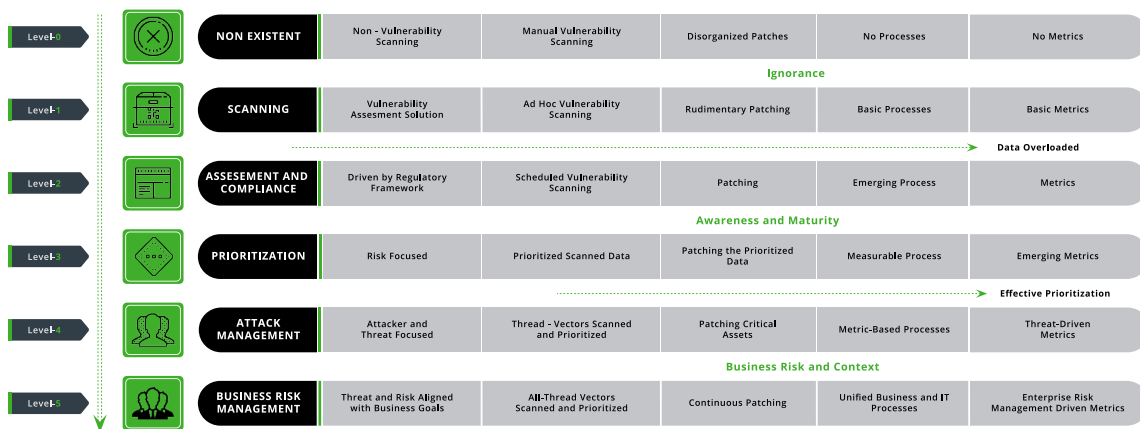 Level-0
NON EXISTENT
Non - Vulnerability
Scanning
Manual Vulnerability
Scanning
Disorganized Patches
No Processes
No Metrics
Ignorance
Level-1
SCANNING
Vulnerability
Assesment Solution
Ad Hoc Vulnerability
Scanning
Rudimentary Patching
Basic Processes
Basic Metrics
Data Overloaded
Level-2
ASSESEMENT AND
COMPLIANCE
Driven by Regulatory
Framework
Scheduled Vulnerability
Scanning
Patching
Emerging Process
Metrics
Awareness and Maturity
Level-3
PRIORITIZATION
Risk Focused
Prioritized Scanned Data
Patching the Prioritized
Data
Measurable Process
Emerging Metrics
Effective Prioritization
Level-4
ATTACK
MANAGEMENT
Attacker and
Threat Focused
Thread - Vectors Scanned
and Prioritized
Patching Critical
Assets
Metric-Based Processes
Threat-Driven
Metrics
Business Risk and Context
Level-5
BUSINESS RISK
MANAGEMENT
Threat and Risk Aligned
with Business Goals
All-Thread Vectors
Scanned and Prioritized
Continuous Patching
Unified Business and IT
Processes
Enterprise Risk
Management Driven Metrics